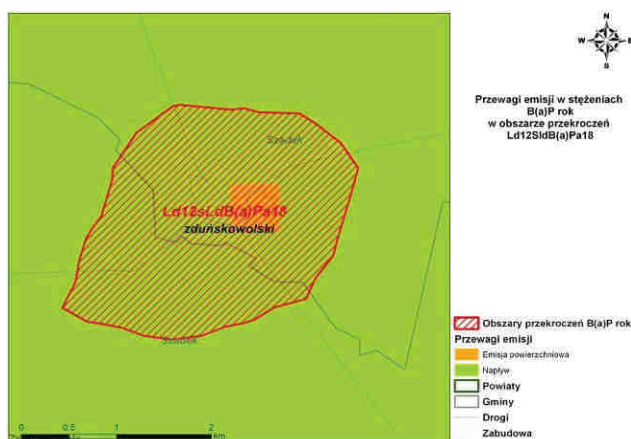 N
W E
S
Przewagi emisji w stężeniach
B(a)P rok
w obszarze przekroczeń
Ld12SldB(a)Pa18
Szadek
Ld12sLdB(a)Pa18
zduńskowolski
Szadek
0 0.5 1 2
km
Obszary przekroczeń B(a)P rok
Przewagi emisji
Emisja powierzchniowa
Napływ
Powiaty
Gminy
Drogi
Zabudowa